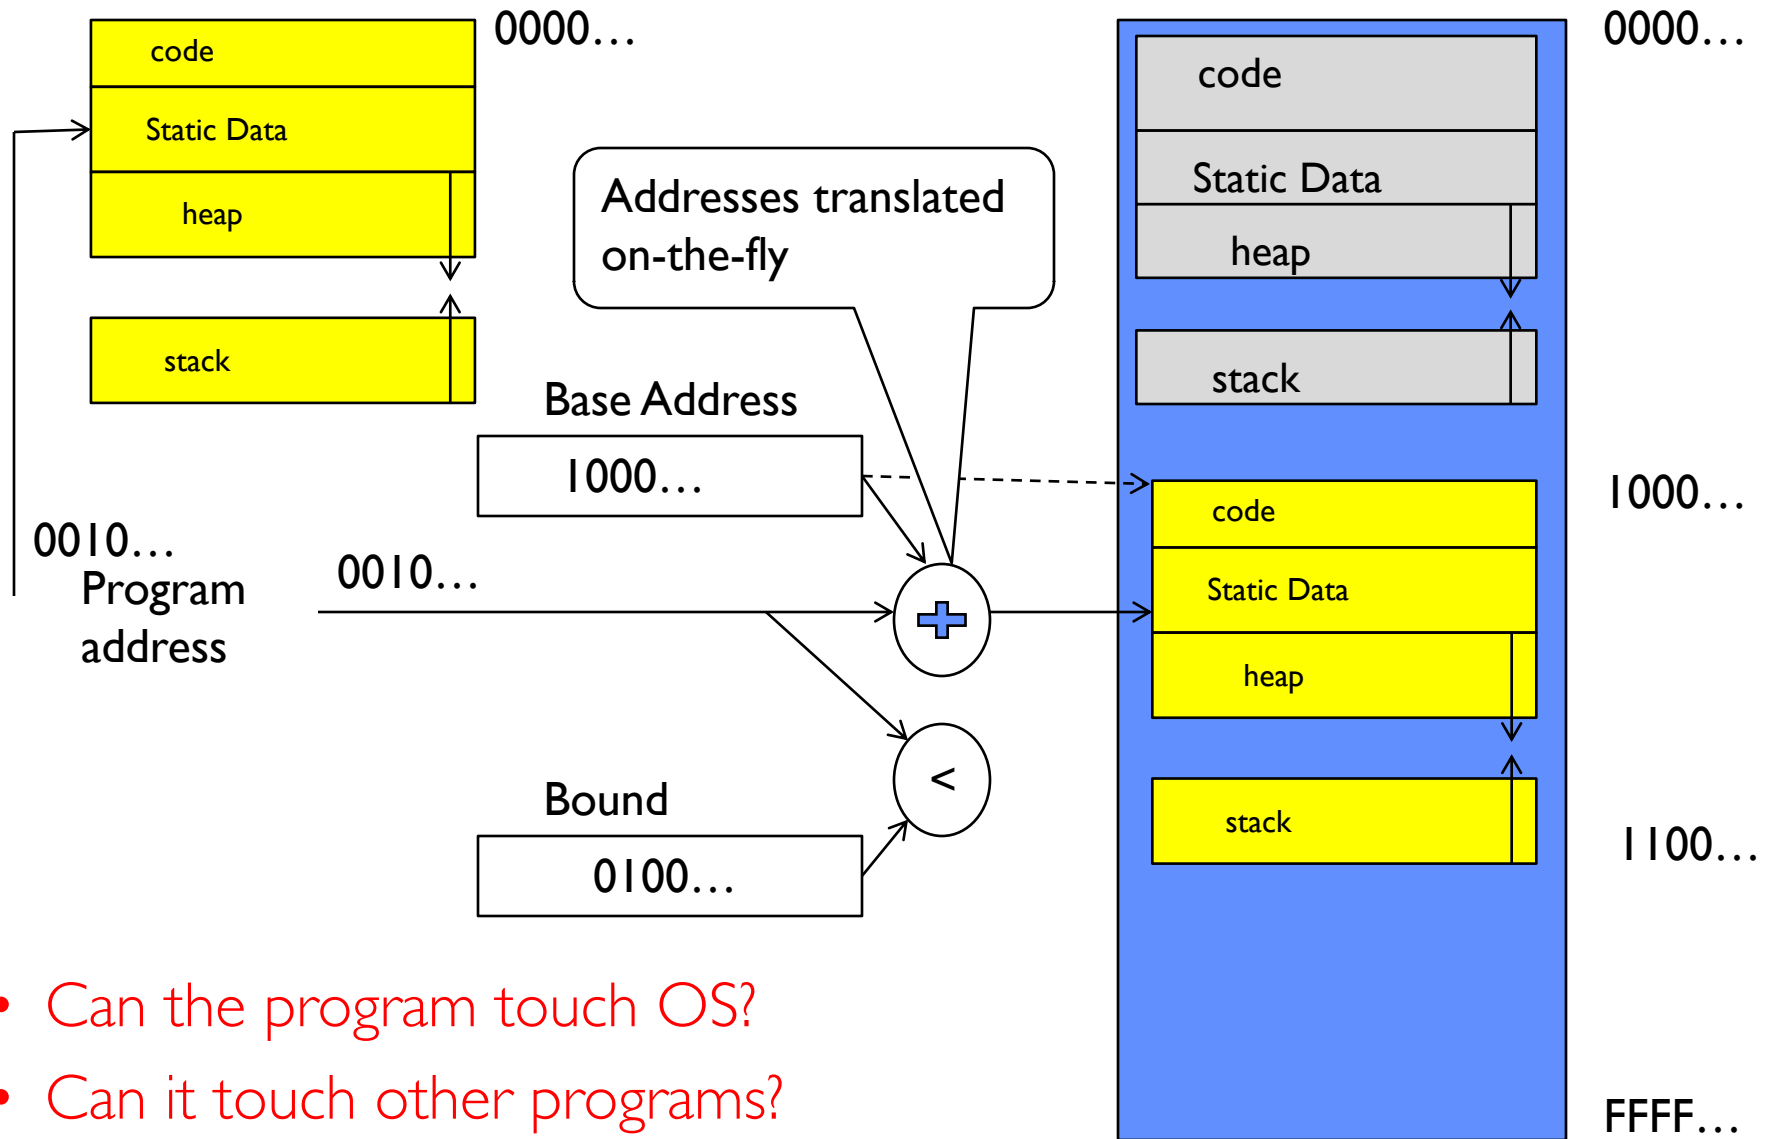 code
0000…
Static Data
heap
stack
0010…
Program
address
0010…
Addresses translated
on-the-fly
Base Address
1000…
+
<
Bound
0100…
code
Static Data
heap
stack
code
Static Data
heap
stack
0000…
1000…
1100…
FFFF…
• Can the program touch OS?
• Can it touch other programs?